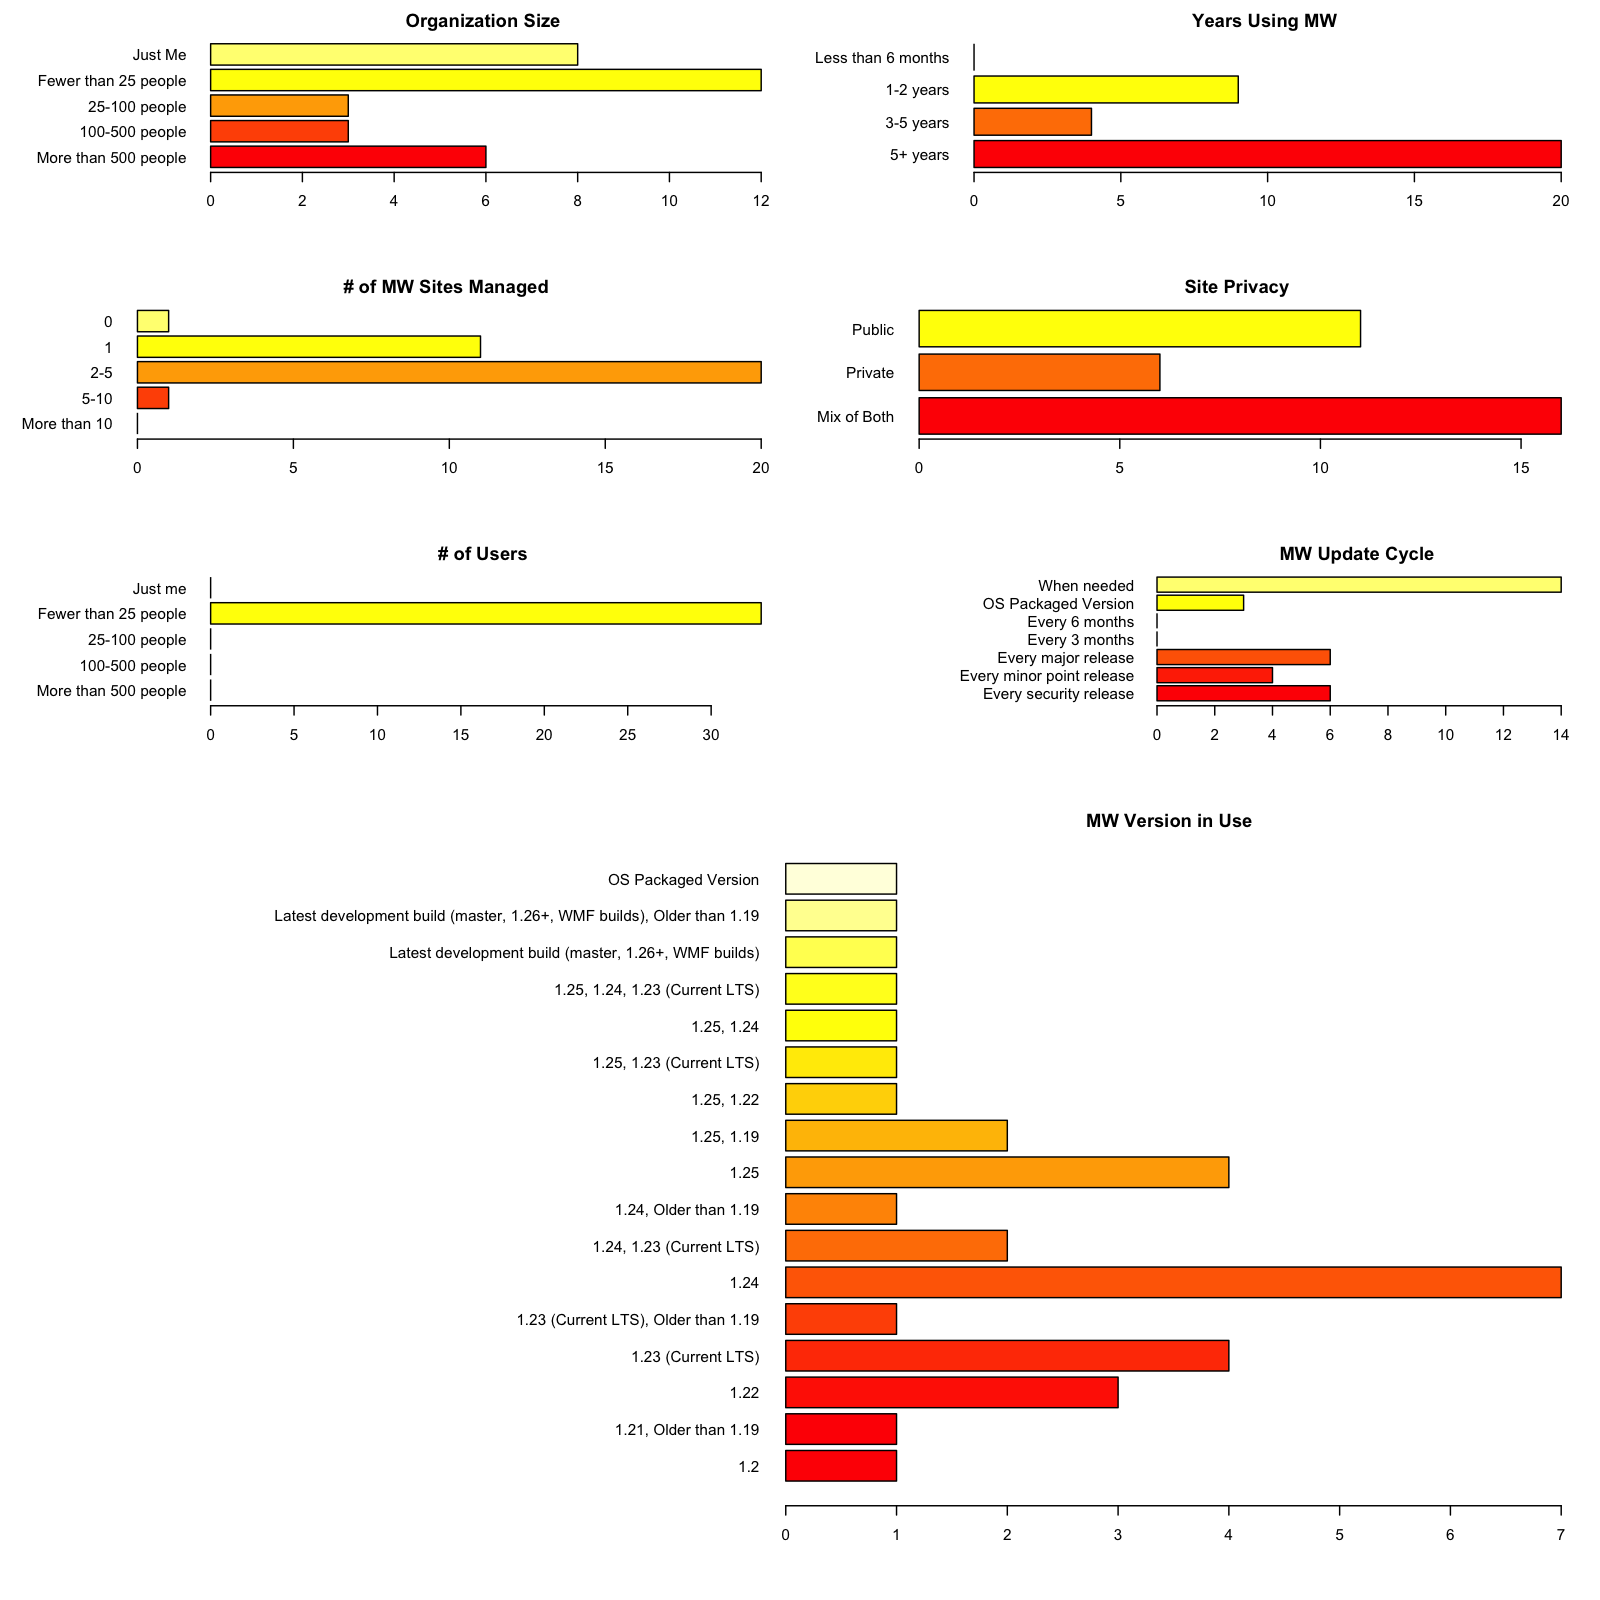 Organization Size
Just Me
Fewer than 25 people
25-100 people
100-500 people
More than 500 people
0 2 4 6 8 10 12
Years Using MW
Less than 6 months
1-2 years
3-5 years
5+ years
0 5 10 15 20
# of MW Sites Managed
0
1
2-5
5-10
More than 10
0 5 10 15 20
Site Privacy
Public
Private
Mix of Both
0 5 10 15
# of Users
Just me
Fewer than 25 people
25-100 people
100-500 people
More than 500 people
0 5 10 15 20 25 30
MW Update Cycle
When needed
OS Packaged Version
Every 6 months
Every 3 months
Every major release
Every minor point release
Every security release
0 2 4 6 8 10 12 14
MW Version in Use
OS Packaged Version
Latest development build (master, 1.26+, WMF builds), Older than 1.19
Latest development build (master, 1.26+, WMF builds)
1.25, 1.24, 1.23 (Current LTS)
1.25, 1.24
1.25, 1.23 (Current LTS)
1.25, 1.22
1.25, 1.19
1.25
1.24, Older than 1.19
1.24, 1.23 (Current LTS)
1.24
1.23 (Current LTS), Older than 1.19
1.23 (Current LTS)
1.22
1.21, Older than 1.19
1.2
0 1 2 3 4 5 6 7